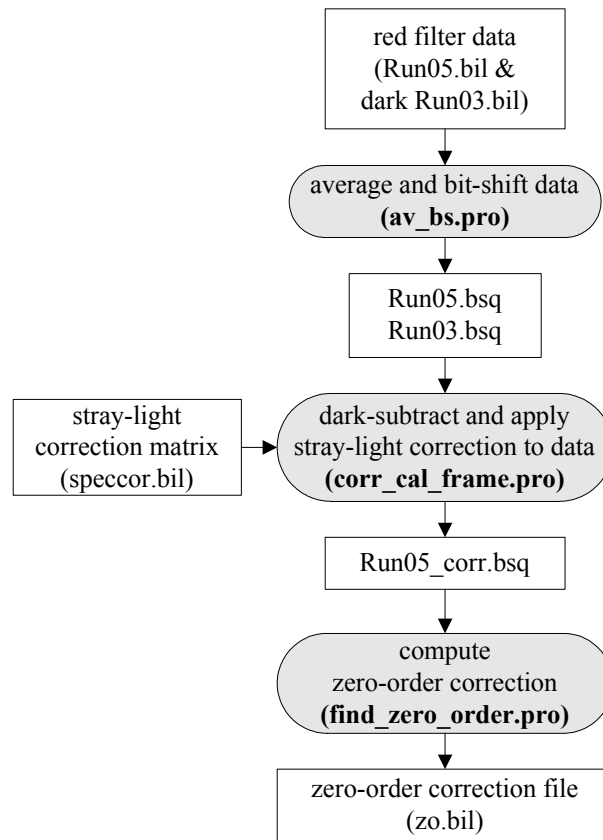 red filter data
(Run05.bil &
dark Run03.bil)
average and bit-shift data
(av_bs.pro)
Run05.bsq
Run03.bsq
stray-light
correction matrix
(speccor.bil)
dark-subtract and apply
stray-light correction to data
(corr_cal_frame.pro)
Run05_corr.bsq
compute
zero-order correction
(find_zero_order.pro)
zero-order correction file
(zo.bil)